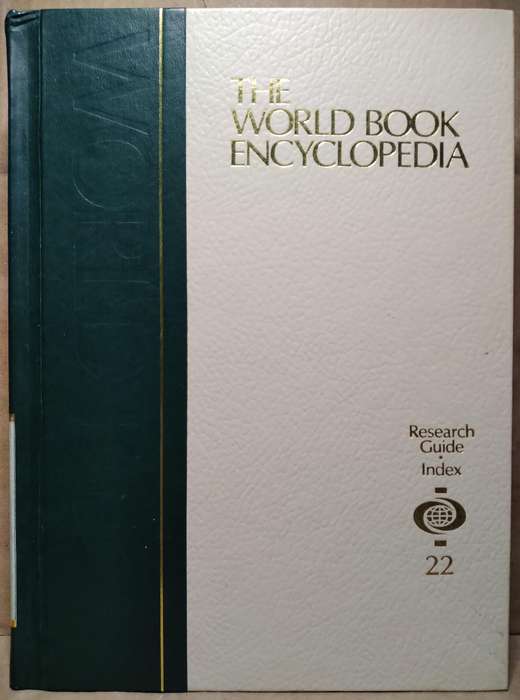 THE
WORLD BOOK
ENCYCLOPEDIA
Research
Guide
•
Index
22
WORLD